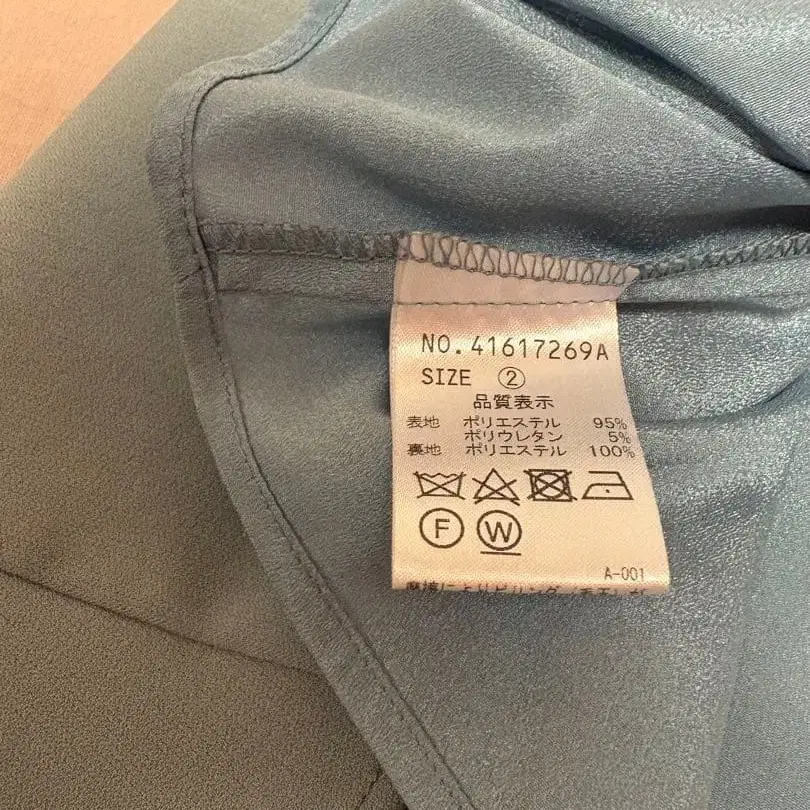 NO.41617269A
SIZE ②
品質表示
表地 ポリエステル 95%
ポリウレタン 5%
裏地 ポリエステル 100%
F W
A-001